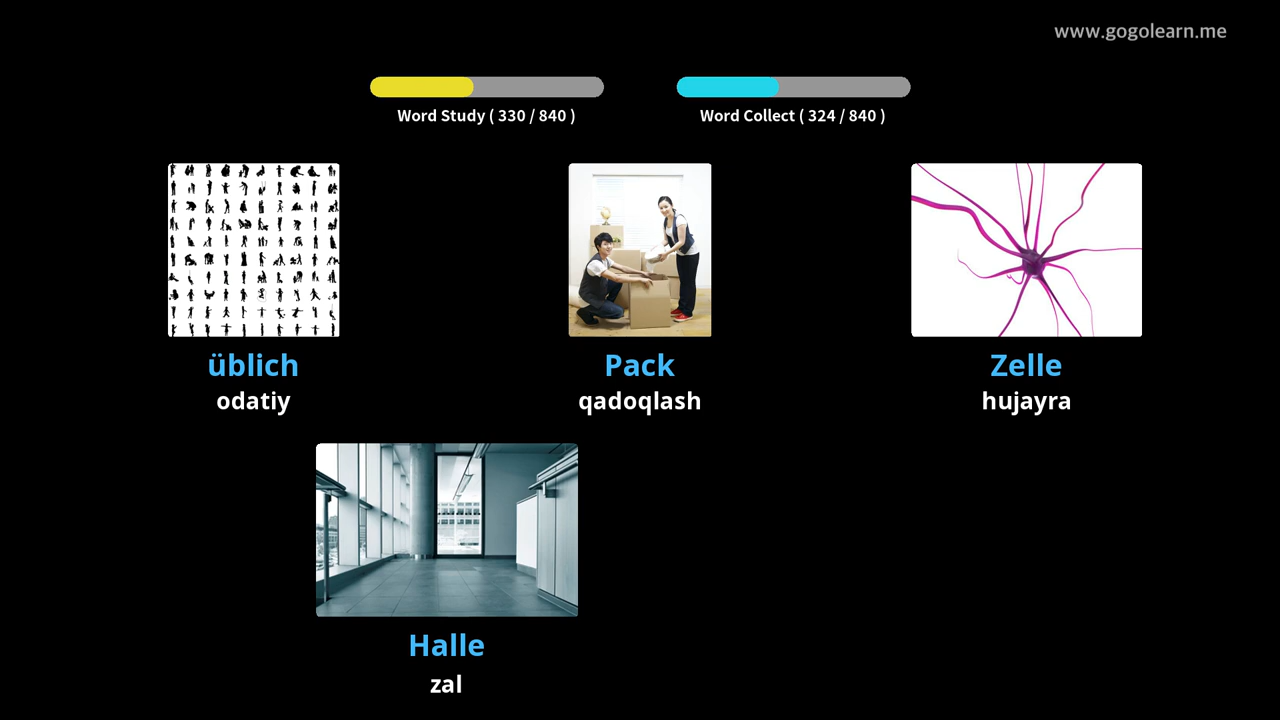 www.gogolearn.me
Word Study ( 330 / 840 )
Word Collect ( 324 / 840 )
üblich
odatiy
Pack
qadoqlash
Zelle
hujayra
Halle
zal